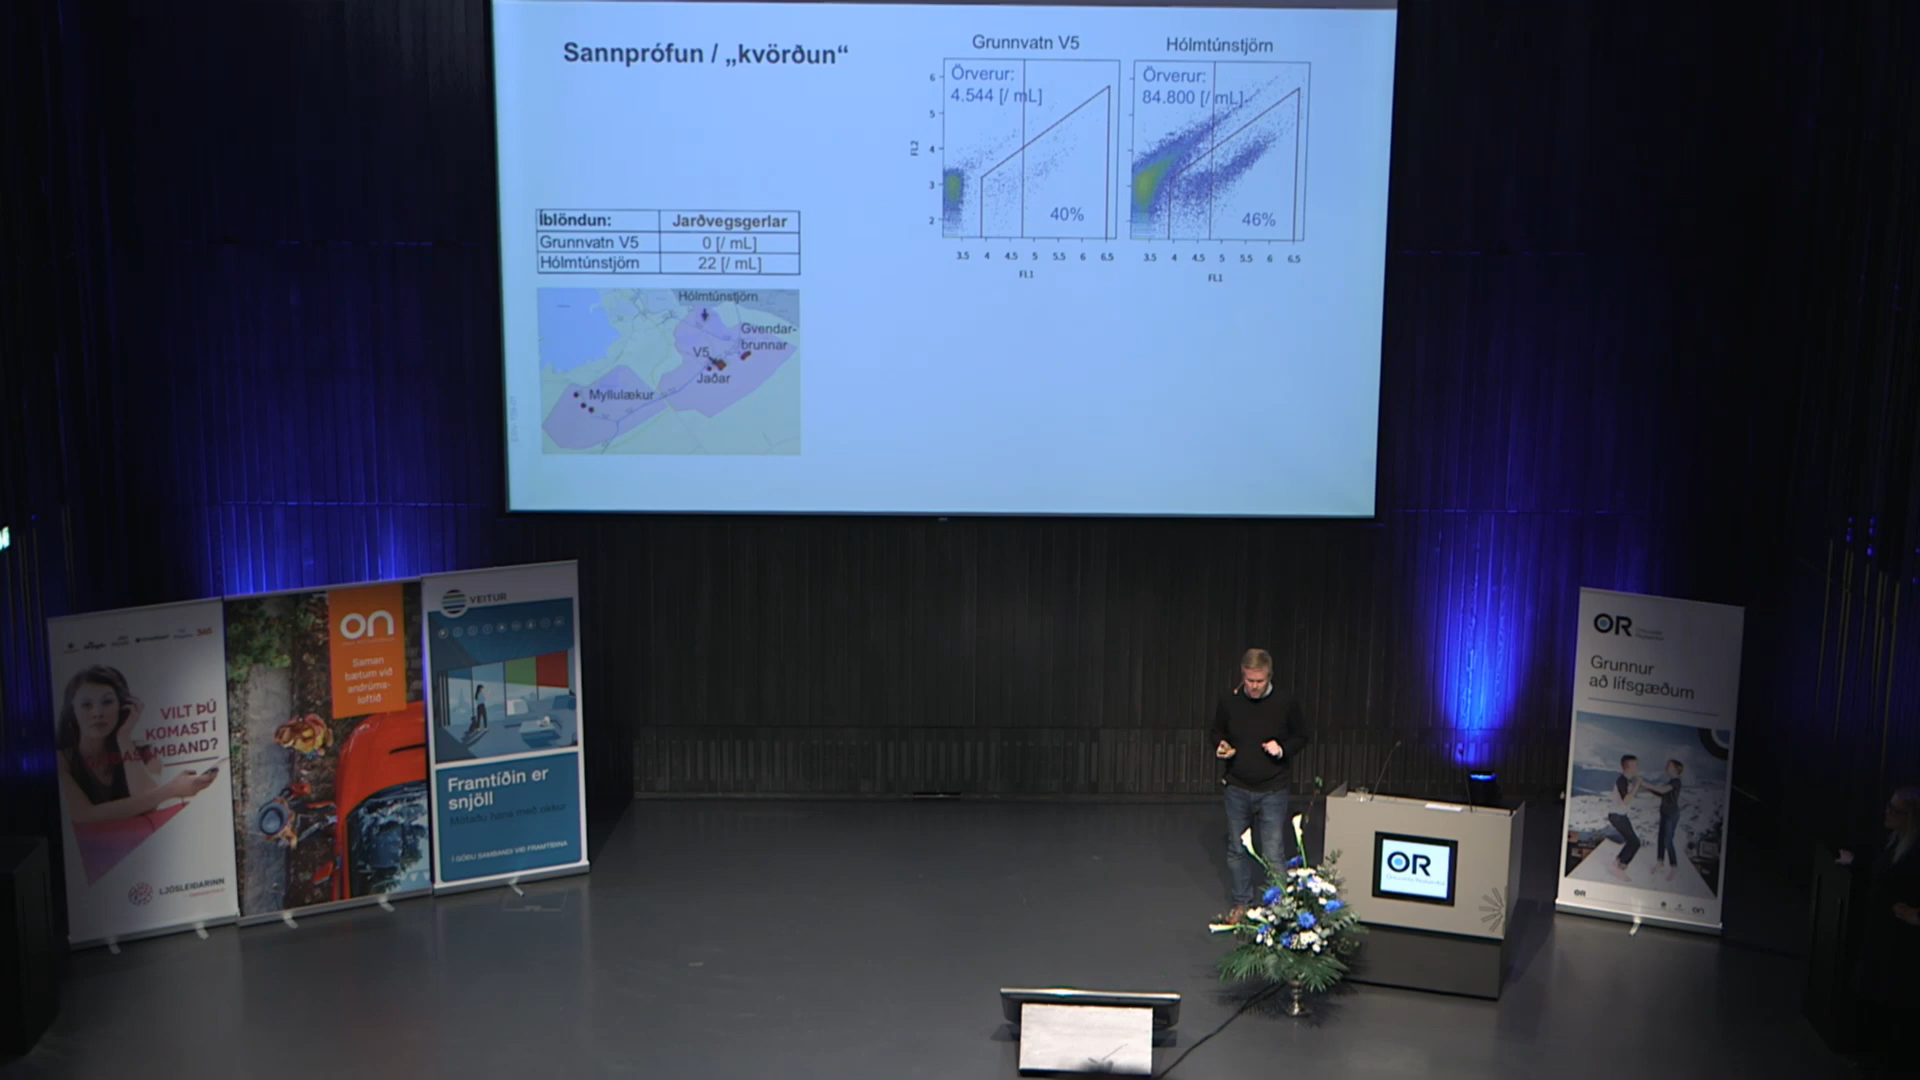 Sannprófun / „kvörðun“
Íblöndun: Jarðvegsgerlar
Grunnvatn V5 0 [/ mL]
Hólmtúnstjörn 22 [/ mL]
Hólmtúnstjörn
Gvendar-
brunnar
V5
Jaðar
Myllulækur
Grunnvatn V5
Örverur:
4.544 [/ mL]
40%
6
5
4
3
2
FL2
3.5 4 4.5 5 5.5 6 6.5
FL1
Hólmtúnstjörn
Örverur:
84.800 [/ mL]
46%
3.5 4 4.5 5 5.5 6 6.5
FL1
365
VILT ÞÚ
KOMAST Í
SAMBAND?
LJÓSLEIÐARINN
on
Saman
bætum við
andrúms-
loftið
VEITUR
Framtíðin er
snjöll
Mótaðu hana með okkur
Í GÓÐU SAMBANDI VIÐ FRAMTÍÐINA
OR
OR
Grunnur
að lífsgæðum
OR
on